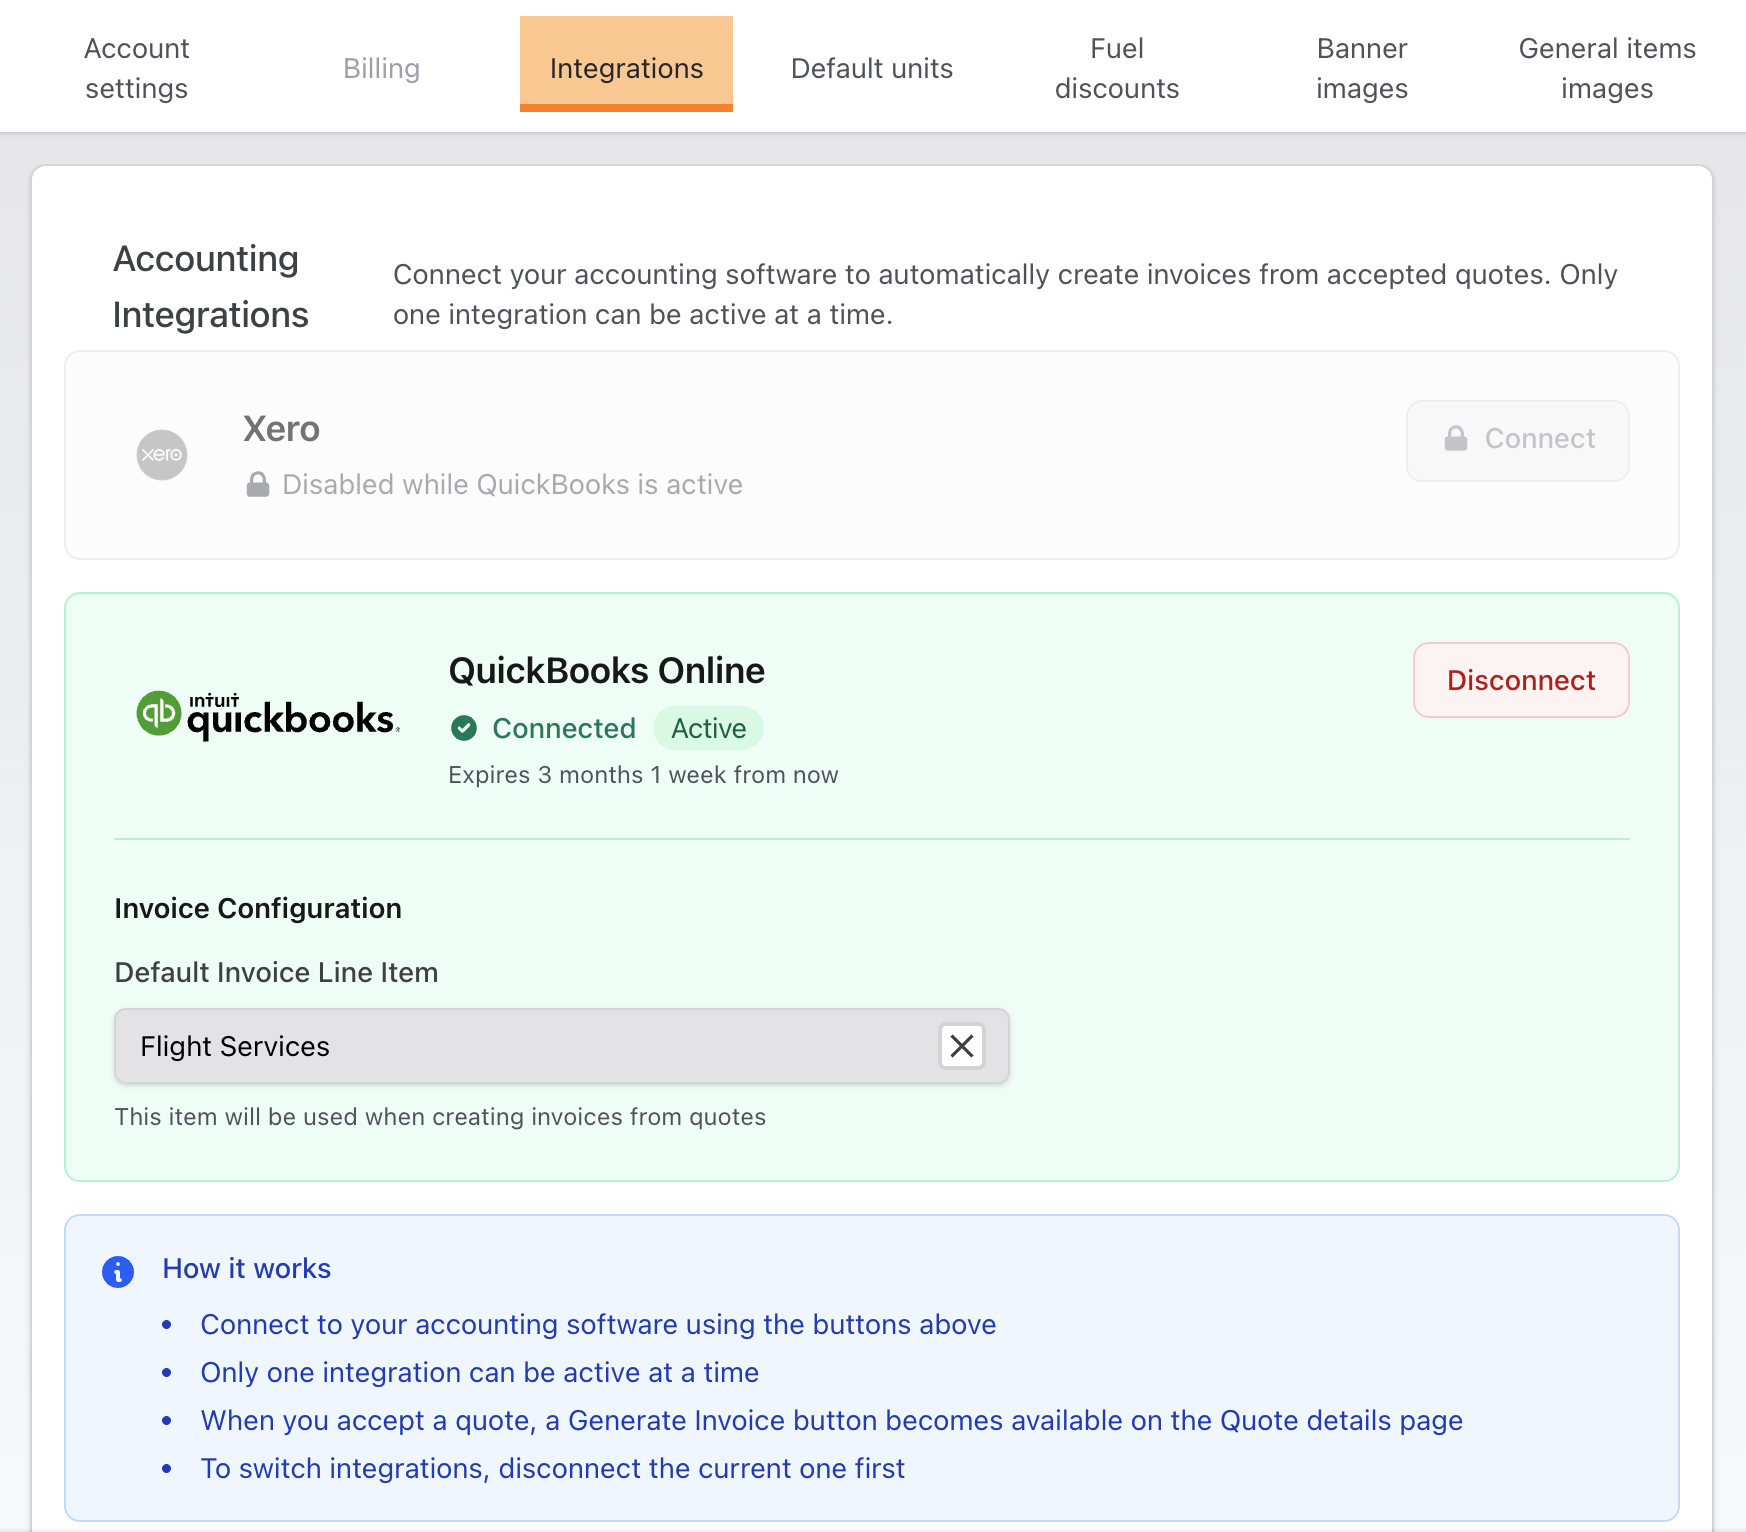 Account
settings
Billing
Integrations
Default units
Fuel
discounts
Banner
images
General items
images
Accounting
Integrations
Connect your accounting software to automatically create invoices from accepted quotes. Only
one integration can be active at a time.
xero
Xero
Disabled while QuickBooks is active
Connect
qb
intuit
quickbooks.
QuickBooks Online
Connected
Active
Expires 3 months 1 week from now
Disconnect
Invoice Configuration
Default Invoice Line Item
Flight Services
This item will be used when creating invoices from quotes
How it works
• Connect to your accounting software using the buttons above
• Only one integration can be active at a time
• When you accept a quote, a Generate Invoice button becomes available on the Quote details page
• To switch integrations, disconnect the current one first